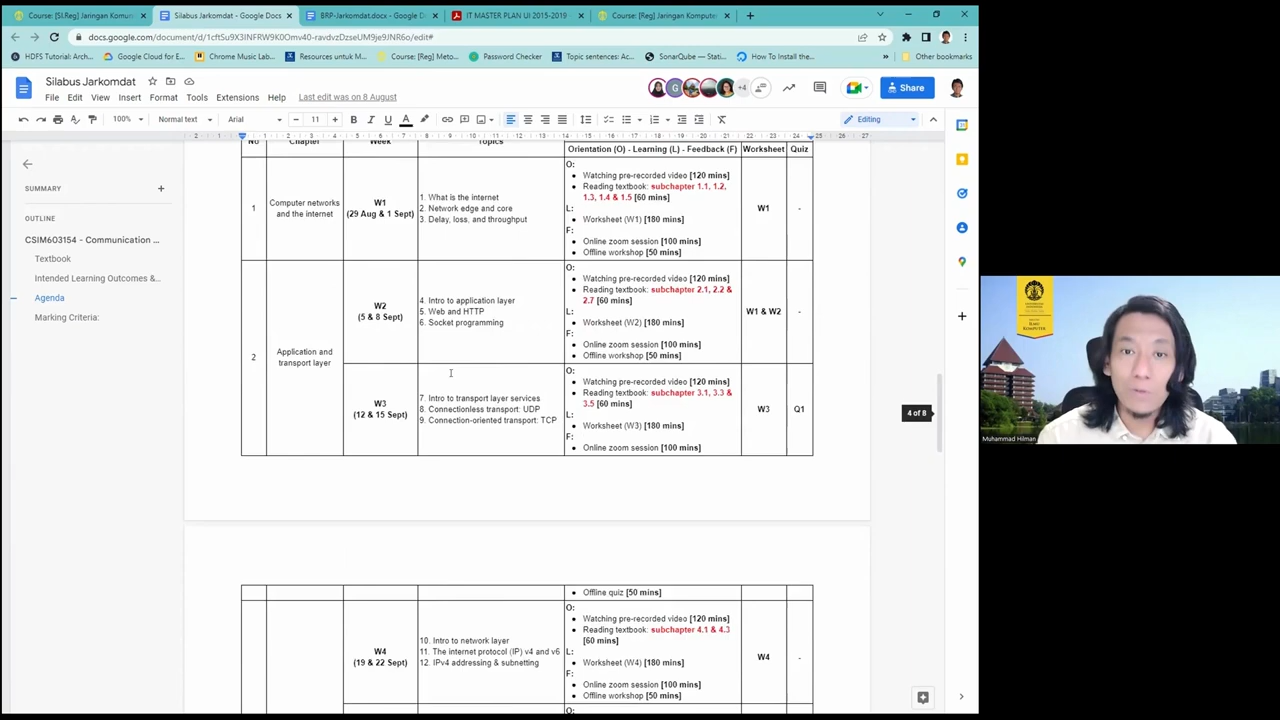 Course: [SI.Reg] Jaringan Komun
Silabus Jarkomdat - Google Docs
BRP-Jarkomdat.docx - Google D
IT MASTER PLAN UI 2015-2019
Course: [Reg] Jaringan Komputer
docs.google.com/document/d/1cftSu9X3INFRW9K0Omv40-ravdvzDzseUM9je9JNR6o/edit#
HDFS Tutorial: Arch...
Google Cloud for E...
Chrome Music Lab...
Resources untuk M...
Course: [Reg] Meto...
Password Checker
Topic sentences: Ac...
SonarQube — Stati...
How To Install the...
Other bookmarks
Silabus Jarkomdat
File Edit View Insert Format Tools Extensions Help
Last edit was on 8 August
+4
Share
100%
Normal text
Arial
11
Editing
SUMMARY
OUTLINE
CSIM603154 - Communication ...
Textbook
Intended Learning Outcomes &...
Agenda
Marking Criteria:
No
Chapter
Week
Topics
Orientation (O) - Learning (L) - Feedback (F)
Worksheet
Quiz
1
Computer networks
and the internet
W1
(29 Aug & 1 Sept)
1. What is the internet
2. Network edge and core
3. Delay, loss, and throughput
O:
Watching pre-recorded video [120 mins]
Reading textbook: subchapter 1.1, 1.2,
1.3, 1.4 & 1.5 [60 mins]
L:
Worksheet (W1) [180 mins]
F:
Online zoom session [100 mins]
Offline workshop [50 mins]
W1
-
2
Application and
transport layer
W2
(5 & 8 Sept)
4. Intro to application layer
5. Web and HTTP
6. Socket programming
O:
Watching pre-recorded video [120 mins]
Reading textbook: subchapter 2.1, 2.2 &
2.7 [60 mins]
L:
Worksheet (W2) [180 mins]
F:
Online zoom session [100 mins]
Offline workshop [50 mins]
W1 & W2
-
W3
(12 & 15 Sept)
7. Intro to transport layer services
8. Connectionless transport: UDP
9. Connection-oriented transport: TCP
O:
Watching pre-recorded video [120 mins]
Reading textbook: subchapter 3.1, 3.3 &
3.5 [60 mins]
L:
Worksheet (W3) [180 mins]
F:
Online zoom session [100 mins]
W3
Q1
4 of 8
Offline quiz [50 mins]
W4
(19 & 22 Sept)
10. Intro to network layer
11. The internet protocol (IP) v4 and v6
12. IPv4 addressing & subnetting
O:
Watching pre-recorded video [120 mins]
Reading textbook: subchapter 4.1 & 4.3
[60 mins]
L:
Worksheet (W4) [180 mins]
F:
Online zoom session [100 mins]
Offline workshop [50 mins]
W4
-
O:
ILMU
KOMPUTER
Muhammad Hilman